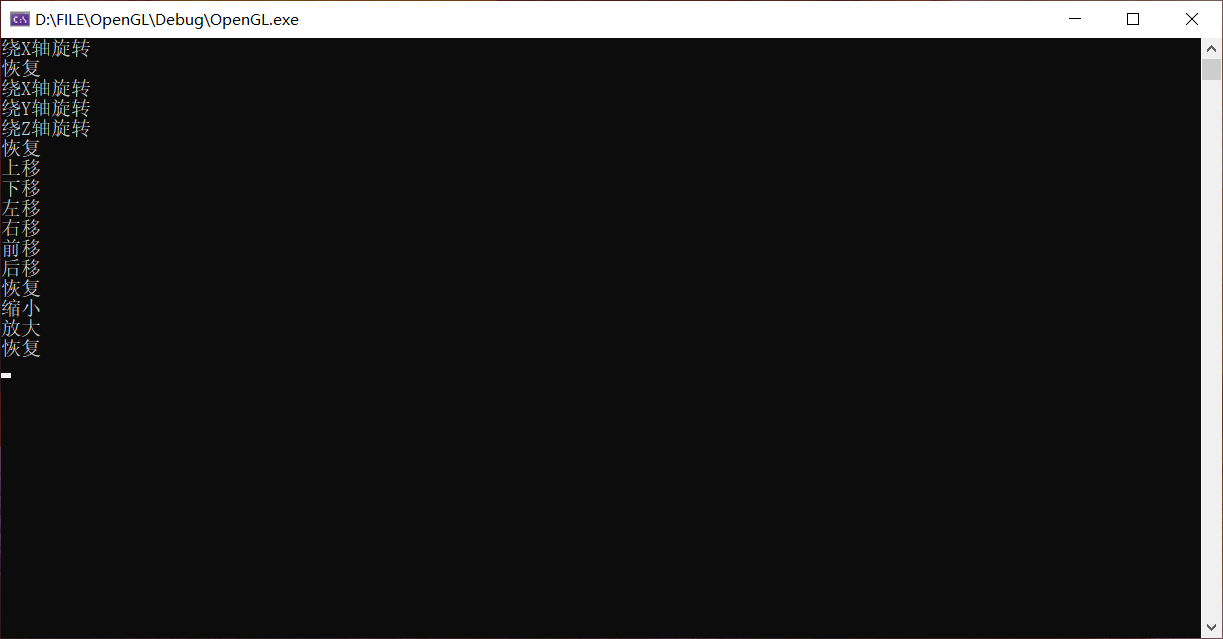 D:\FILE\OpenGL\Debug\OpenGL.exe
绕X轴旋转
恢复
绕X轴旋转
绕Y轴旋转
绕Z轴旋转
恢复
上移
下移
左移
右移
前移
后移
恢复
缩小
放大
恢复